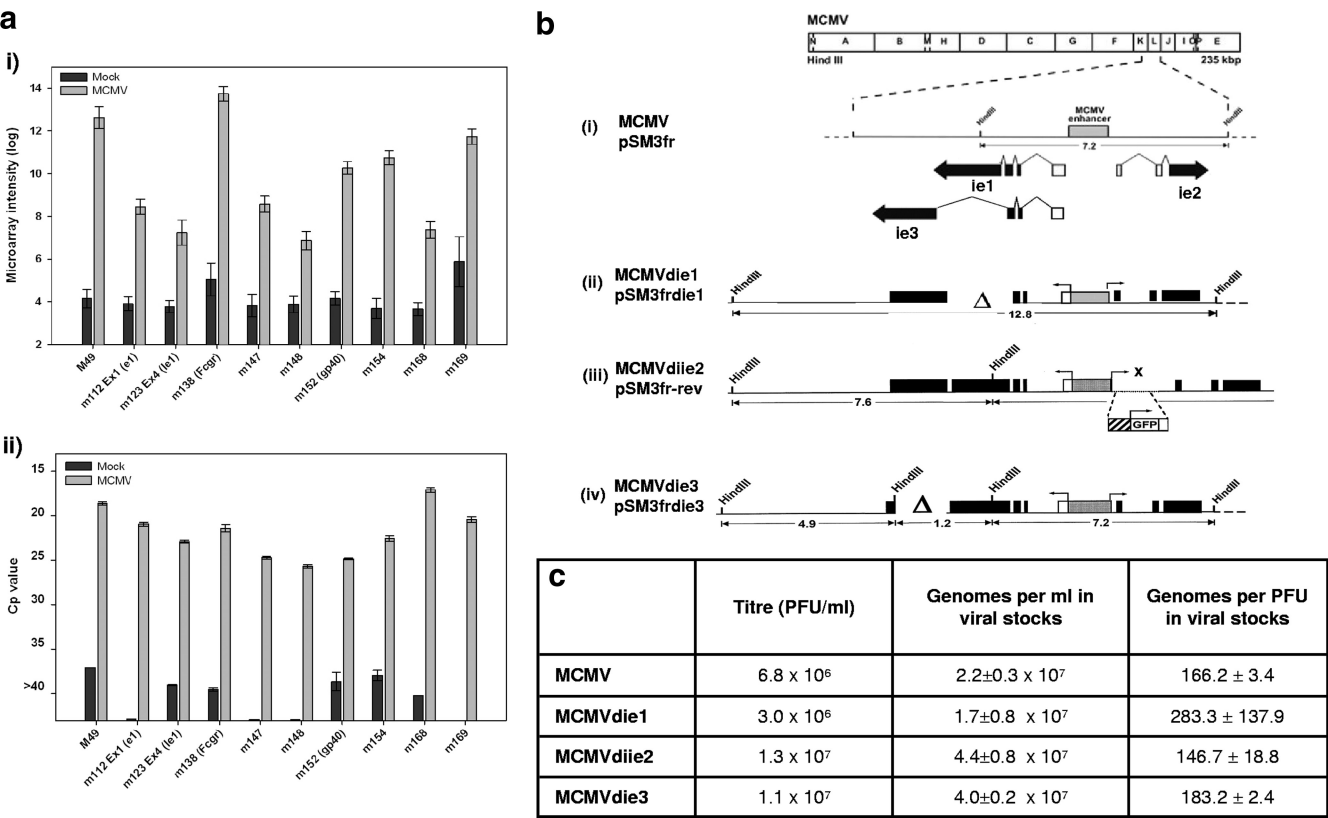 a
i)
Mock
MCMV
Microarray intensity (log)
14
12
10
8
6
4
2
M49
m112 Ex1 (e1)
m123 Ex4 (Ie1)
m138 (Fcgr)
m147
m148
m152 (gp40)
m154
m168
m169
ii)
Mock
MCMV
Cp value
15
20
25
30
35
>40
M49
m112 Ex1 (e1)
m123 Ex4 (Ie1)
m138 (Fcgr)
m147
m148
m152 (gp40)
m154
m168
m169
b
MCMV
N A B M H D C G F K L J I O P E
Hind III 235 kbp
(i) MCMV
pSM3fr
HindIII
MCMV
enhancer
HindIII
7.2
ie1
ie2
ie3
(ii) MCMVdie1
pSM3frdie1
HindIII
Δ
HindIII
12.8
(iii) MCMVdiie2
pSM3fr-rev
HindIII
HindIII
x
7.6
GFP
(iv) MCMVdie3
pSM3frdie3
HindIII
HindIII
Δ
HindIII
HindIII
4.9 1.2 7.2
c
Titre (PFU/ml)
Genomes per ml in
viral stocks
Genomes per PFU
in viral stocks
MCMV 6.8 x 10⁶ 2.2±0.3 x 10⁷ 166.2 ± 3.4
MCMVdie1 3.0 x 10⁶ 1.7±0.8 x 10⁷ 283.3 ± 137.9
MCMVdiie2 1.3 x 10⁷ 4.4±0.8 x 10⁷ 146.7 ± 18.8
MCMVdie3 1.1 x 10⁷ 4.0±0.2 x 10⁷ 183.2 ± 2.4